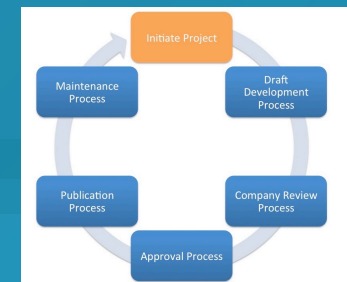 Initiate Project
Draft
Development
Process
Company Review
Process
Approval Process
Publication
Process
Maintenance
Process